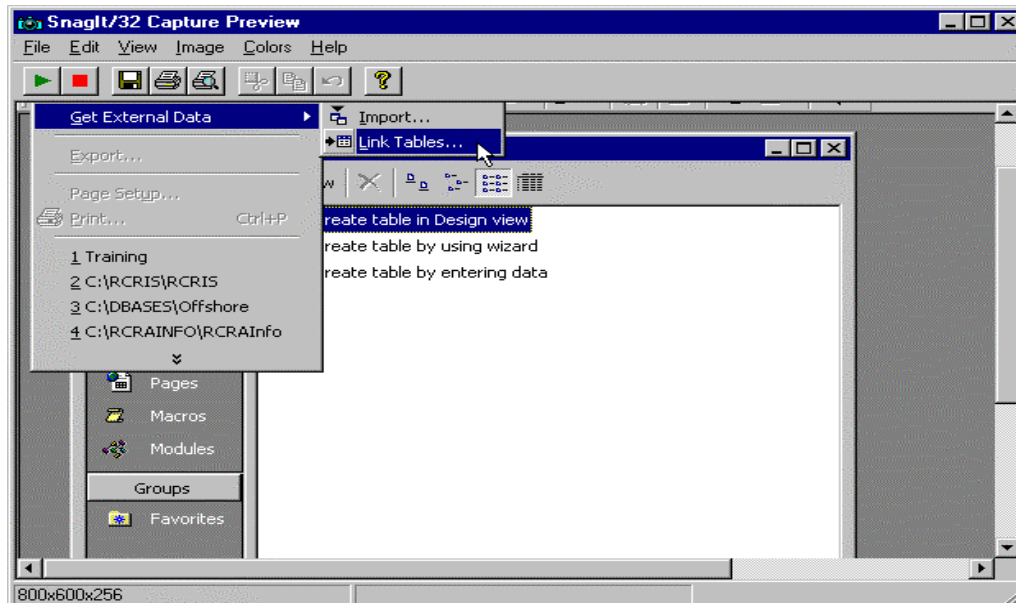 SnagIt/32 Capture Preview
File Edit View Image Colors Help
Get External Data
Import...
Link Tables...
Export...
Page Setup...
Print... Ctrl+P
1 Training
2 C:\RCRIS\RCRIS
3 C:\DBASES\Offshore
4 C:\RCRAINFO\RCRAInfo
w
reate table in Design view
reate table by using wizard
reate table by entering data
Pages
Macros
Modules
Groups
Favorites
800x600x256